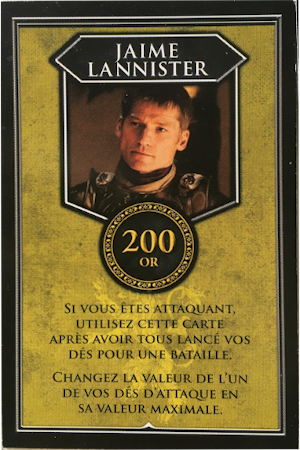 JAIME
LANNISTER
200
OR
SI VOUS ÊTES ATTAQUANT,
UTILISEZ CETTE CARTE
APRÈS AVOIR TOUS LANCÉ VOS
DÉS POUR UNE BATAILLE.
CHANGEZ LA VALEUR DE L'UN
DE VOS DÉS D'ATTAQUE EN
SA VALEUR MAXIMALE.